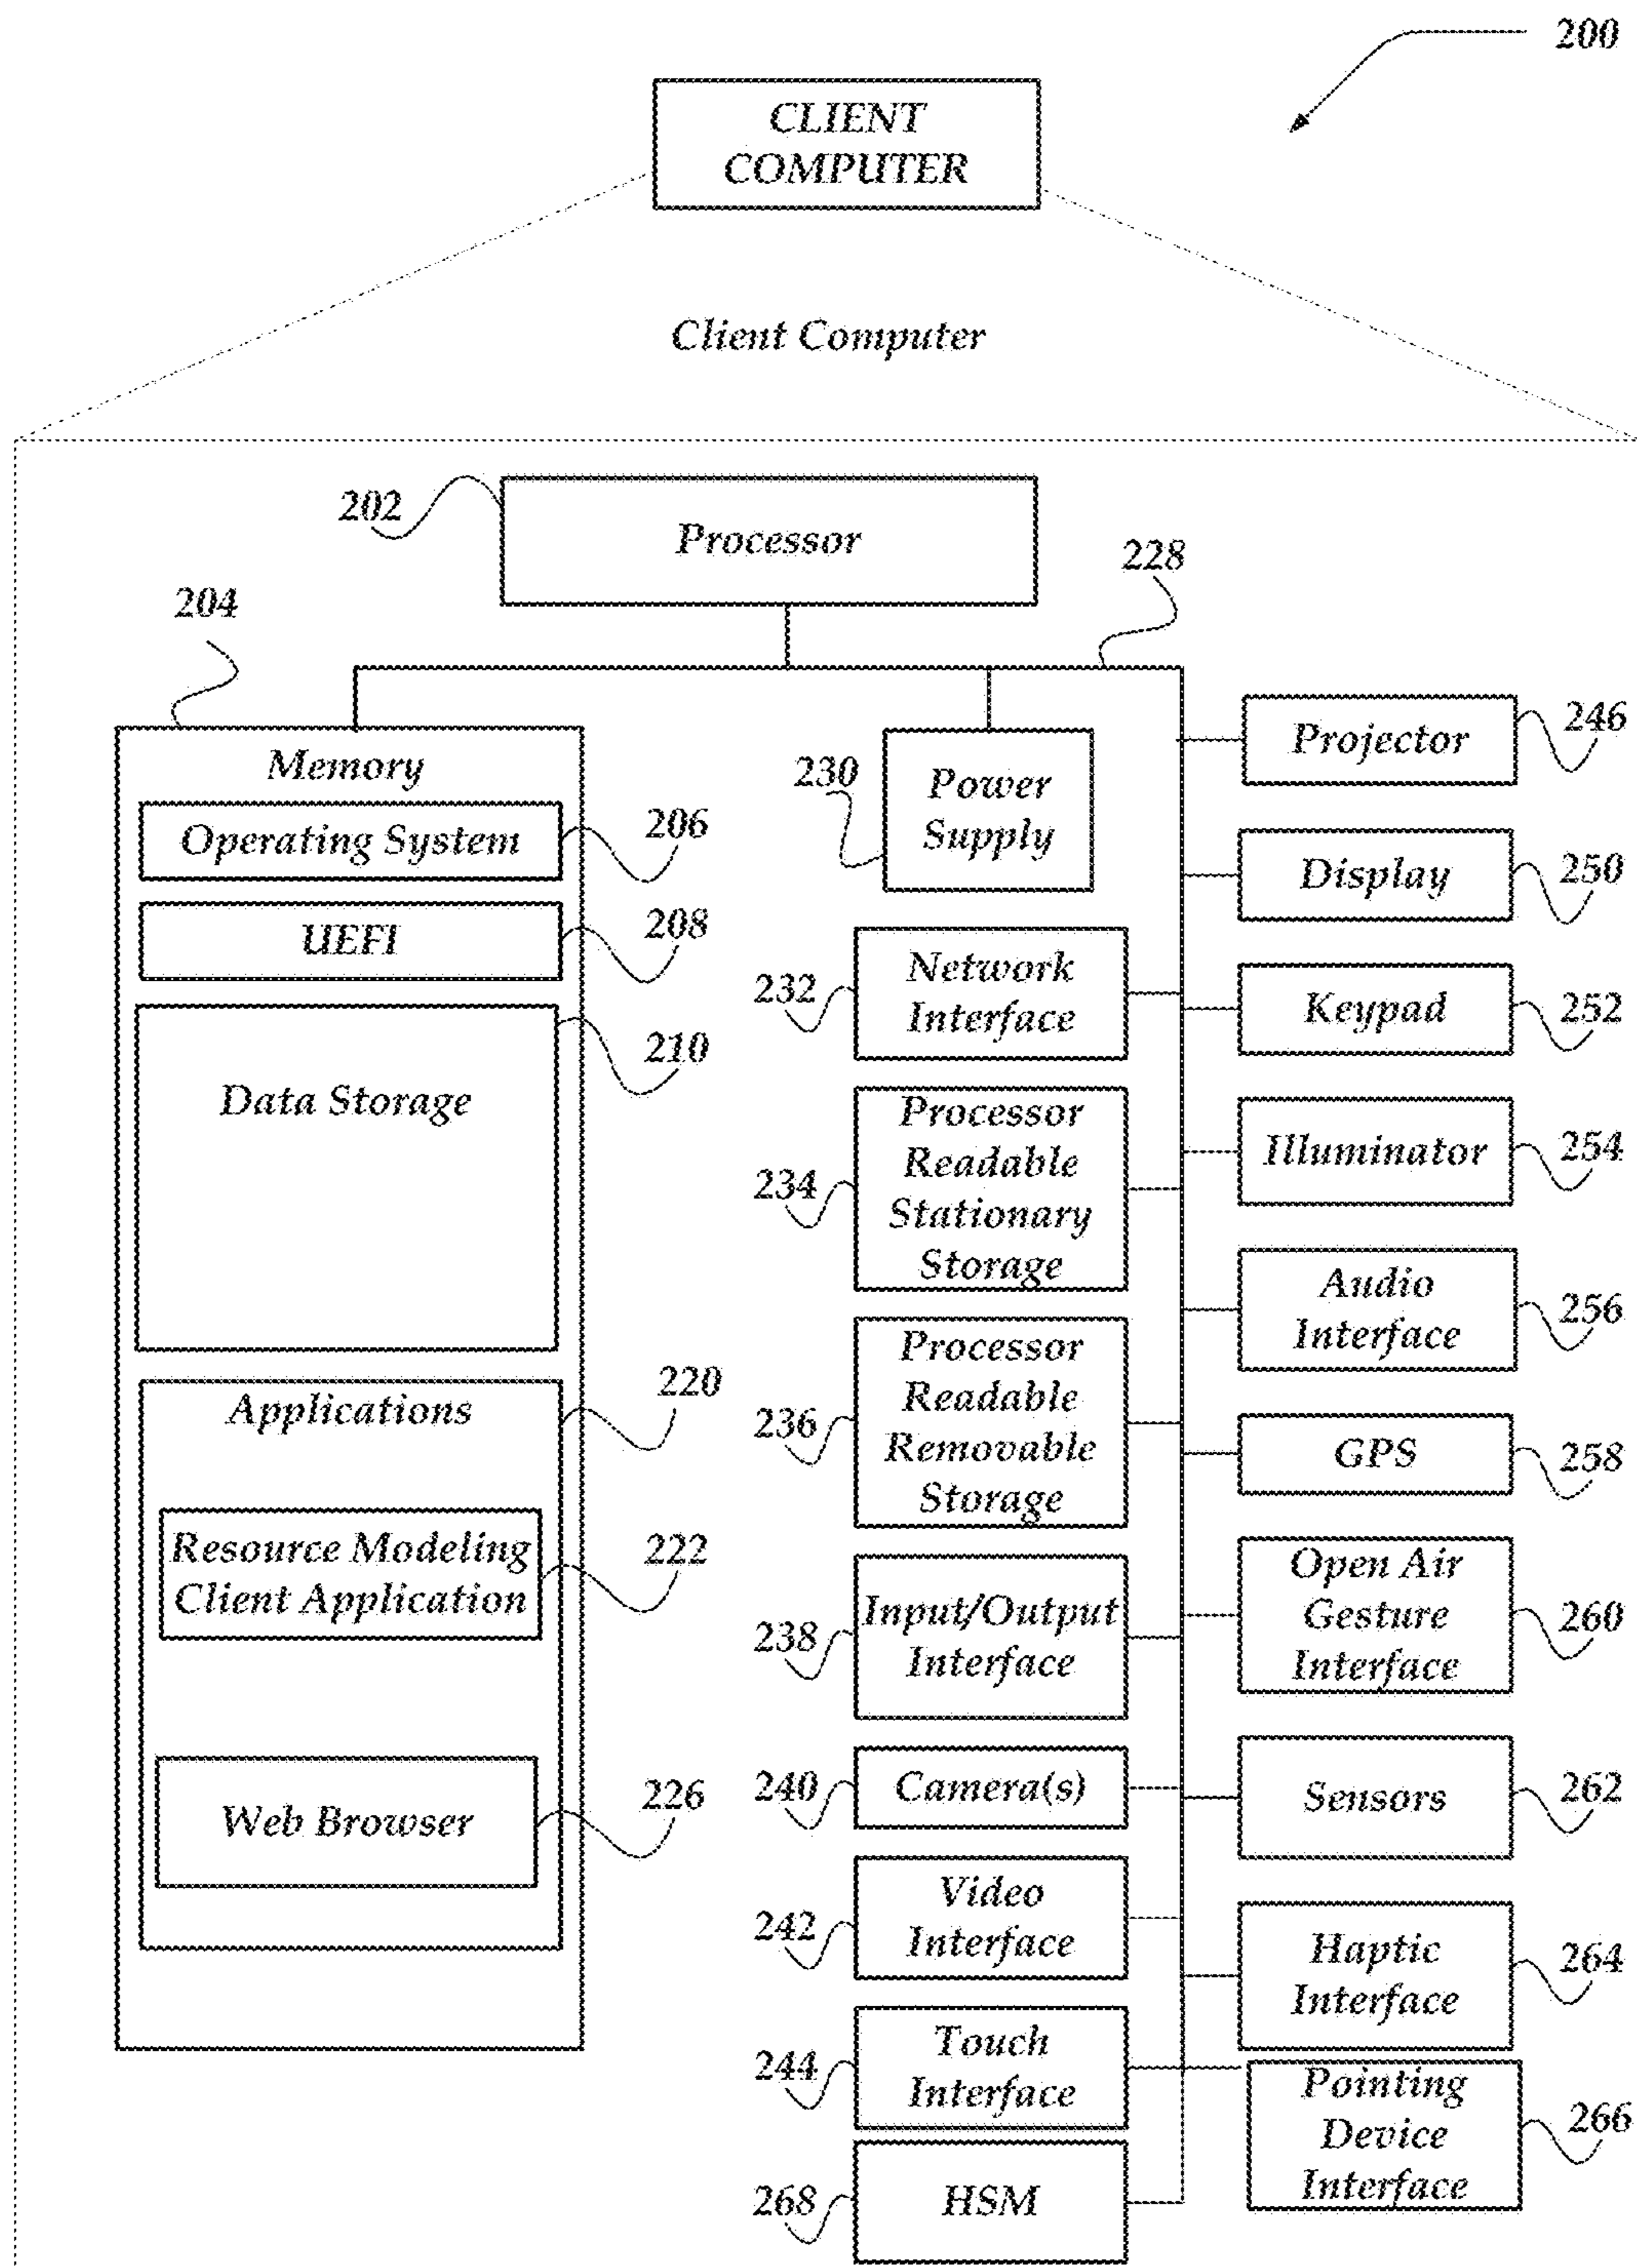 200
CLIENT
COMPUTER
Client Computer
202
Processor
228
204
Memory
Operating System
206
UEFI
208
Data Storage
210
Applications
220
Resource Modeling
Client Application
222
Web Browser
226
230
Power
Supply
232
Network
Interface
234
Processor
Readable
Stationary
Storage
236
Processor
Readable
Removable
Storage
238
Input/Output
Interface
240
Camera(s)
242
Video
Interface
244
Touch
Interface
268
HSM
Projector
246
Display
250
Keypad
252
Illuminator
254
Audio
Interface
256
GPS
258
Open Air
Gesture
Interface
260
Sensors
262
Haptic
Interface
264
Pointing
Device
Interface
266